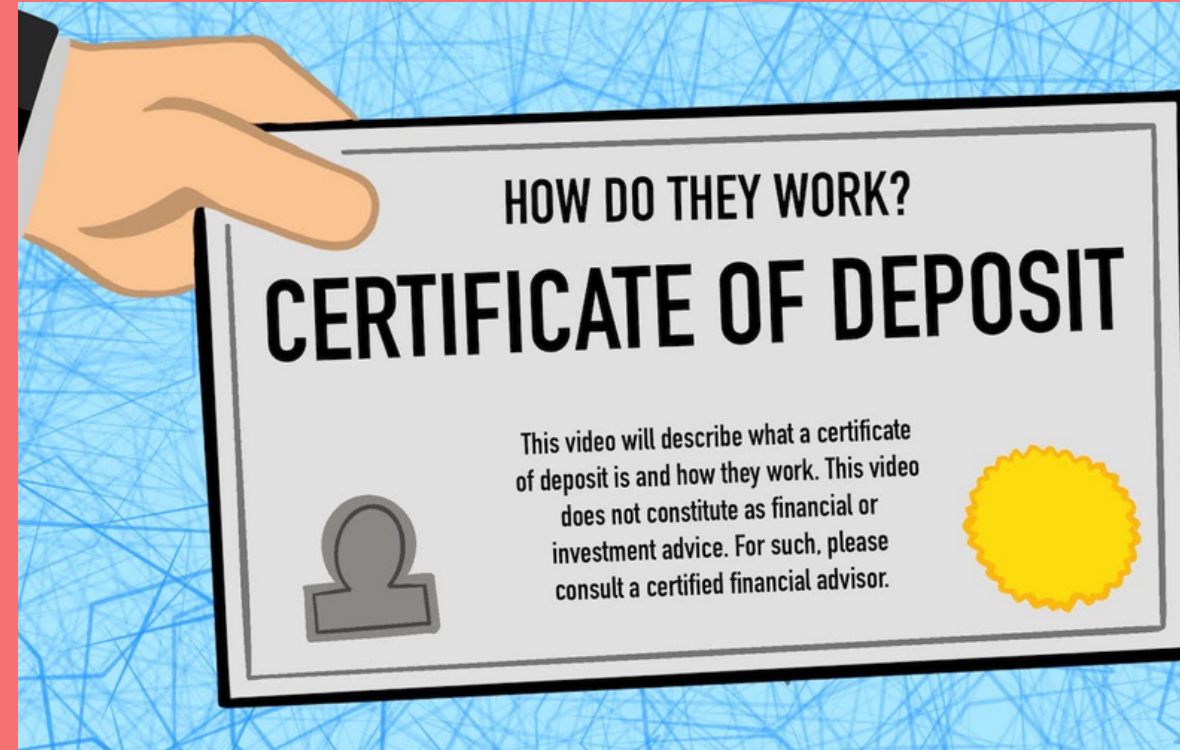 HOW DO THEY WORK?
CERTIFICATE OF DEPOSIT
This video will describe what a certificate
of deposit is and how they work. This video
does not constitute as financial or
investment advice. For such, please
consult a certified financial advisor.